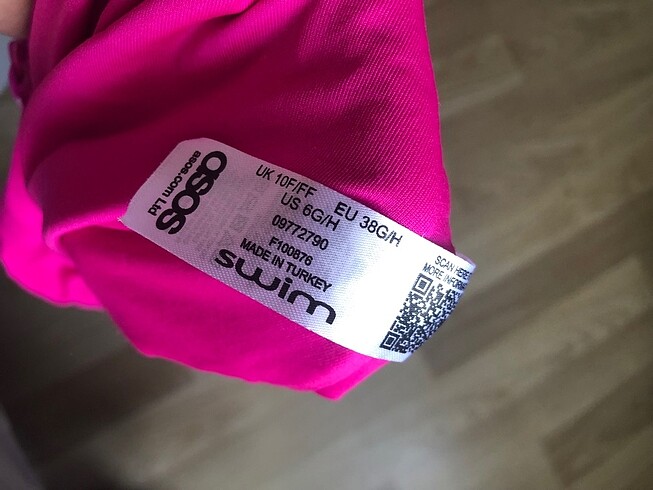 asos
asos.com Ltd
UK 10F/FF EU 38G/H
US 6G/H
09772790
F100876
MADE IN TURKEY
swim
SCAN HERE
MORE